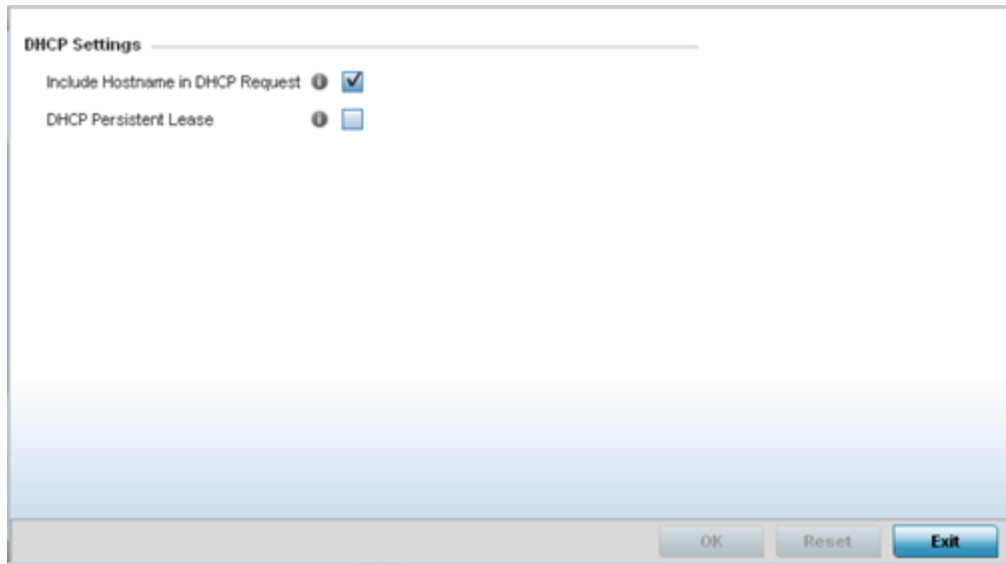 DHCP Settings
Include Hostname in DHCP Request
DHCP Persistent Lease
OK Reset Exit